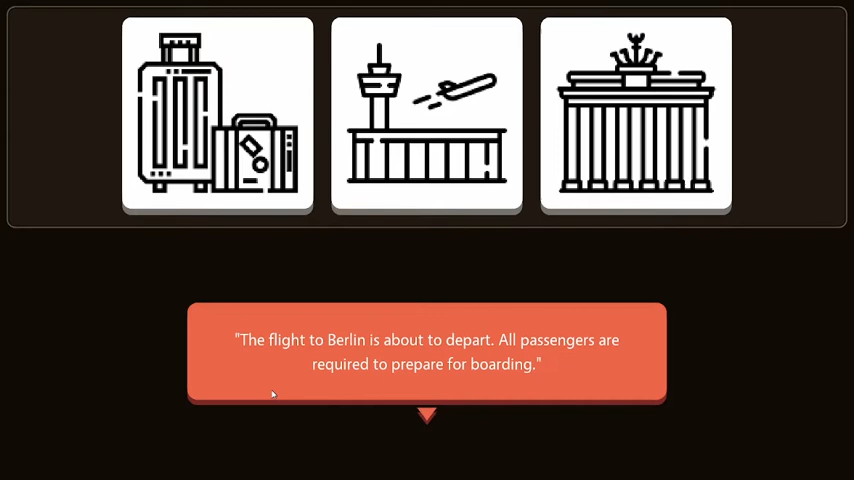 "The flight to Berlin is about to depart. All passengers are
required to prepare for boarding."